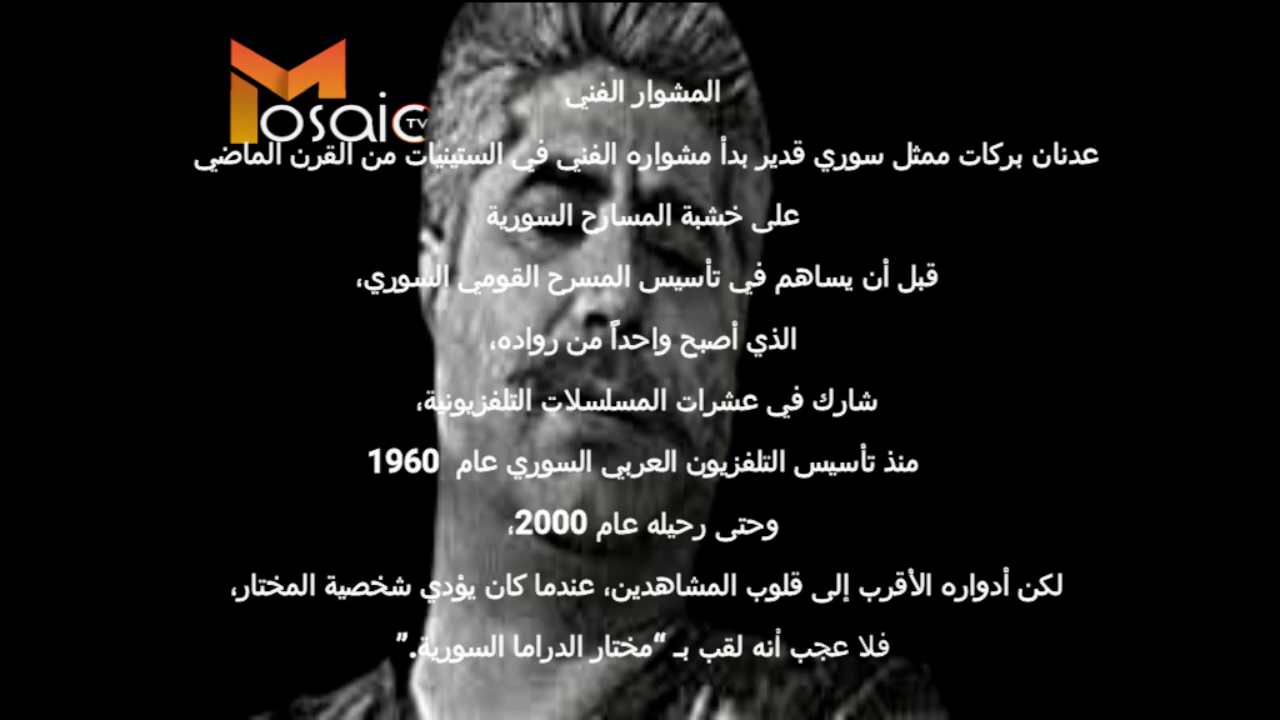 Mosaic TV
المشوار الفني
عدنان بركات ممثل سوري قدير بدأ مشواره الفني في الستينيات من القرن الماضي
على خشبة المسارح السورية
قبل أن يساهم في تأسيس المسرح القومي السوري،
الذي أصبح واحداً من رواده،
شارك في عشرات المسلسلات التلفزيونية،
منذ تأسيس التلفزيون العربي السوري عام 1960
وحتى رحيله عام 2000،
لكن أدواره الأقرب إلى قلوب المشاهدين، عندما كان يؤدي شخصية المختار،
فلا عجب أنه لقب بـ “مختار الدراما السورية.”